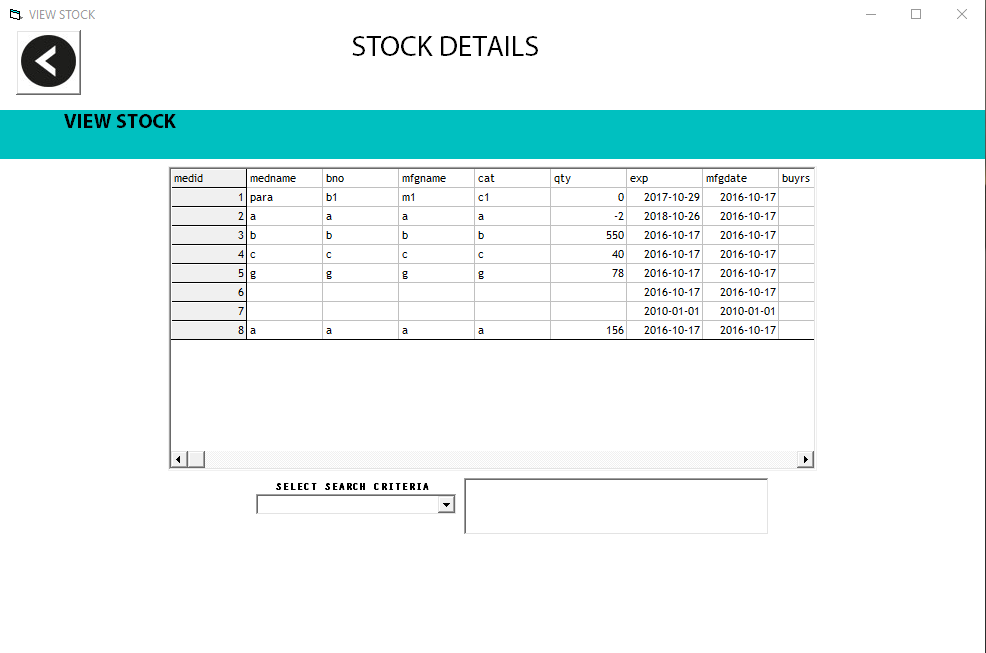 VIEW STOCK
STOCK DETAILS
VIEW STOCK
medid medname bno mfgname cat qty exp mfgdate buyrs
1 para b1 m1 c1 0 2017-10-29 2016-10-17
2 a a a a -2 2018-10-26 2016-10-17
3 b b b b 550 2016-10-17 2016-10-17
4 c c c c 40 2016-10-17 2016-10-17
5 g g g g 78 2016-10-17 2016-10-17
6 2016-10-17 2016-10-17
7 2010-01-01 2010-01-01
8 a a a a 156 2016-10-17 2016-10-17
SELECT SEARCH CRITERIA